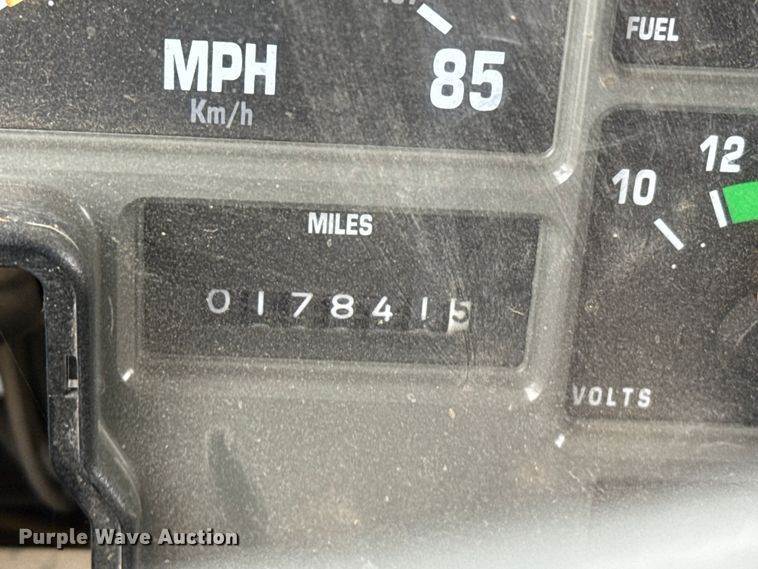 MPH
Km/h
85
FUEL
10 12
MILES
0178415
VOLTS
Purple Wave Auction